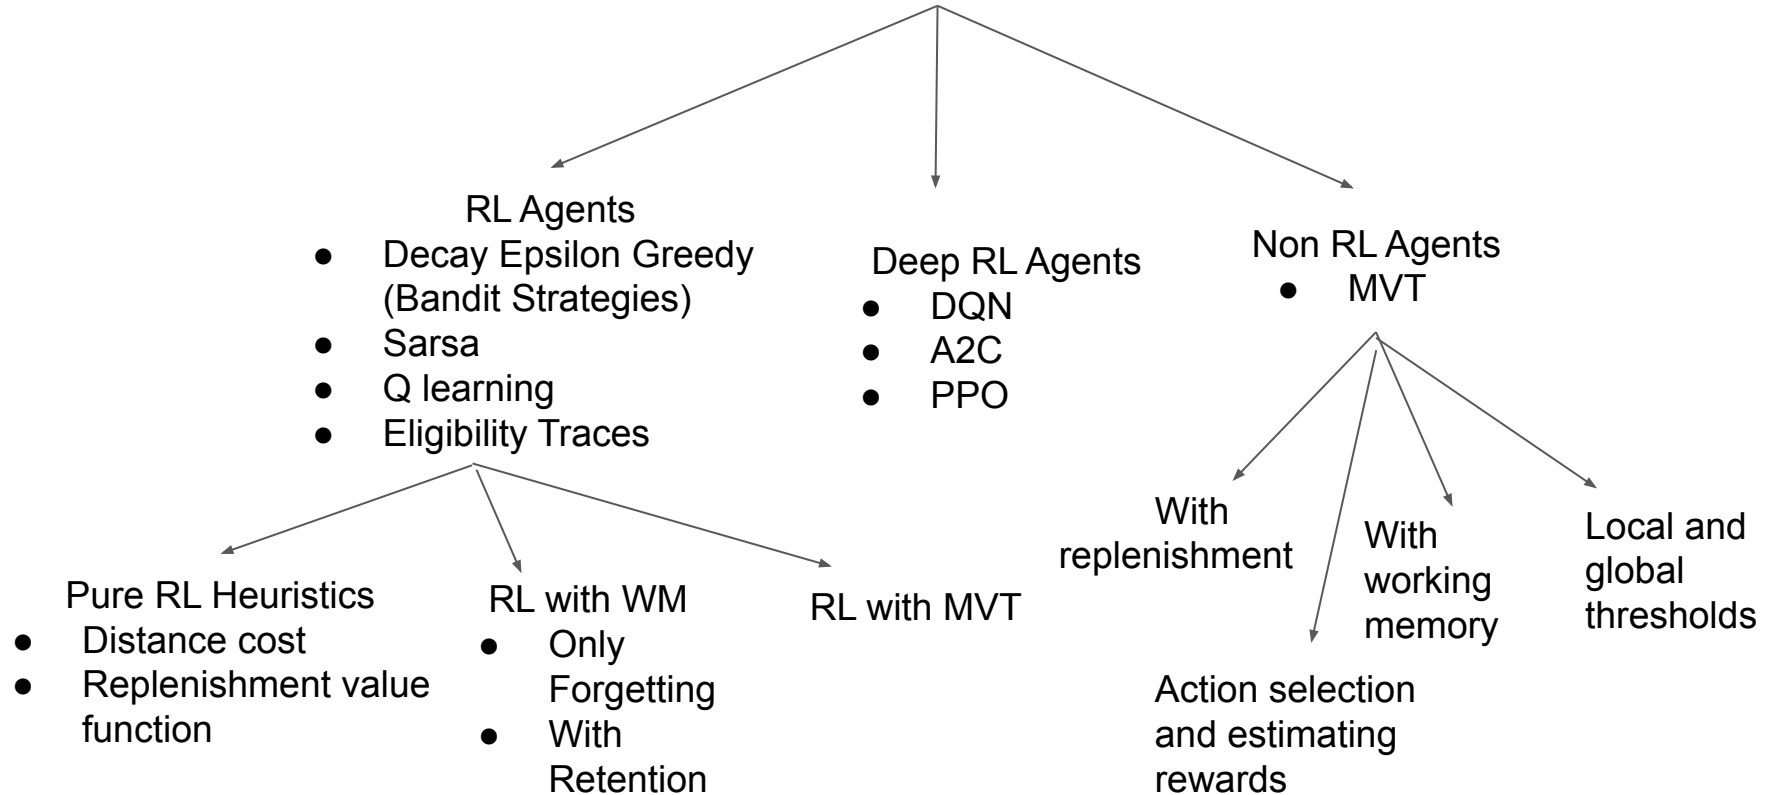 RL Agents
● Decay Epsilon Greedy
(Bandit Strategies)
● Sarsa
● Q learning
● Eligibility Traces
Deep RL Agents
● DQN
● A2C
● PPO
Non RL Agents
● MVT
Pure RL Heuristics
● Distance cost
● Replenishment value
function
RL with WM
● Only
Forgetting
● With
Retention
RL with MVT
With
replenishment
Action selection
and estimating
rewards
With
working
memory
Local and
global
thresholds